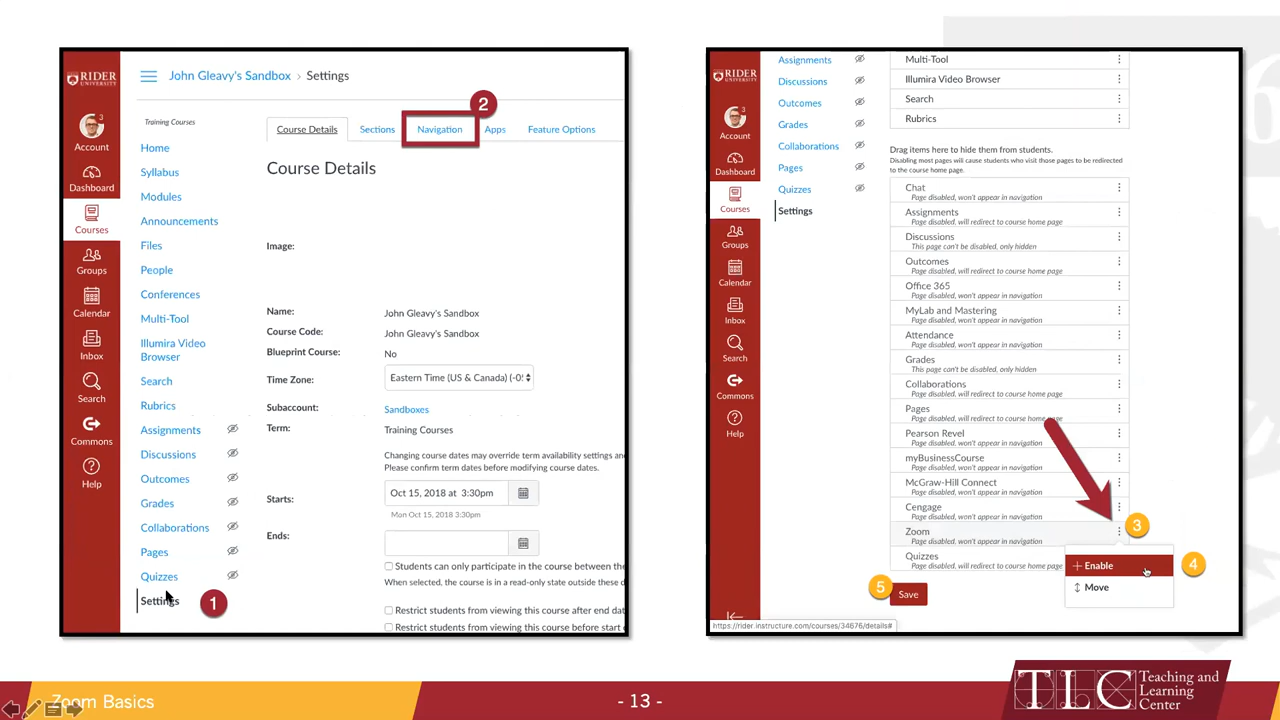 RIDER
UNIVERSITY
John Gleavy's Sandbox › Settings
3
Account
Dashboard
Courses
Groups
Calendar
Inbox
Search
Commons
Help
Training Courses
Home
Syllabus
Modules
Announcements
Files
People
Conferences
Multi-Tool
Illumira Video
Browser
Search
Rubrics
Assignments
Discussions
Outcomes
Grades
Collaborations
Pages
Quizzes
Settings
1
2
Course Details Sections Navigation Apps Feature Options
Course Details
Image:
Name: John Gleavy's Sandbox
Course Code: John Gleavy's Sandbox
Blueprint Course: No
Time Zone: Eastern Time (US & Canada) (-05
Subaccount: Sandboxes
Term: Training Courses
Changing course dates may override term availability settings and
Please confirm term dates before modifying course dates.
Starts: Oct 15, 2018 at 3:30pm
Mon Oct 15, 2018 3:30pm
Ends:
Students can only participate in the course between
When selected, the course is in a read-only state outside these
Restrict students from viewing this course after end dat
Restrict students from viewing this course before start
RIDER
UNIVERSITY
3
Account
Dashboard
Courses
Groups
Calendar
Inbox
Search
Commons
Help
Assignments
Discussions
Outcomes
Grades
Collaborations
Pages
Quizzes
Settings
Multi-Tool
Illumira Video Browser
Search
Rubrics
Drag items here to hide them from students.
Disabling most pages will cause students who visit those pages to be redirected
to the course home page.
Chat
Page disabled, won't appear in navigation
Assignments
Page disabled, will redirect to course home page
Discussions
This page can't be disabled, only hidden
Outcomes
Page disabled, will redirect to course home page
Office 365
Page disabled, won't appear in navigation
MyLab and Mastering
Page disabled, won't appear in navigation
Attendance
Page disabled, won't appear in navigation
Grades
This page can't be disabled, only hidden
Collaborations
Page disabled, won't appear in navigation
Pages
Page disabled, will redirect to course home page
Pearson Revel
Page disabled, won't appear in navigation
myBusinessCourse
Page disabled, won't appear in navigation
McGraw-Hill Connect
Page disabled, won't appear in navigation
Cengage
Page disabled, won't appear in navigation
Zoom
Page disabled, won't appear in navigation
Quizzes
Page disabled, will redirect to course home page
3
Enable
4
Move
5
Save
https://rider.instructure.com/courses/34676/details#
Zoom Basics
- 13 -
TLC
Teaching and
Learning
Center